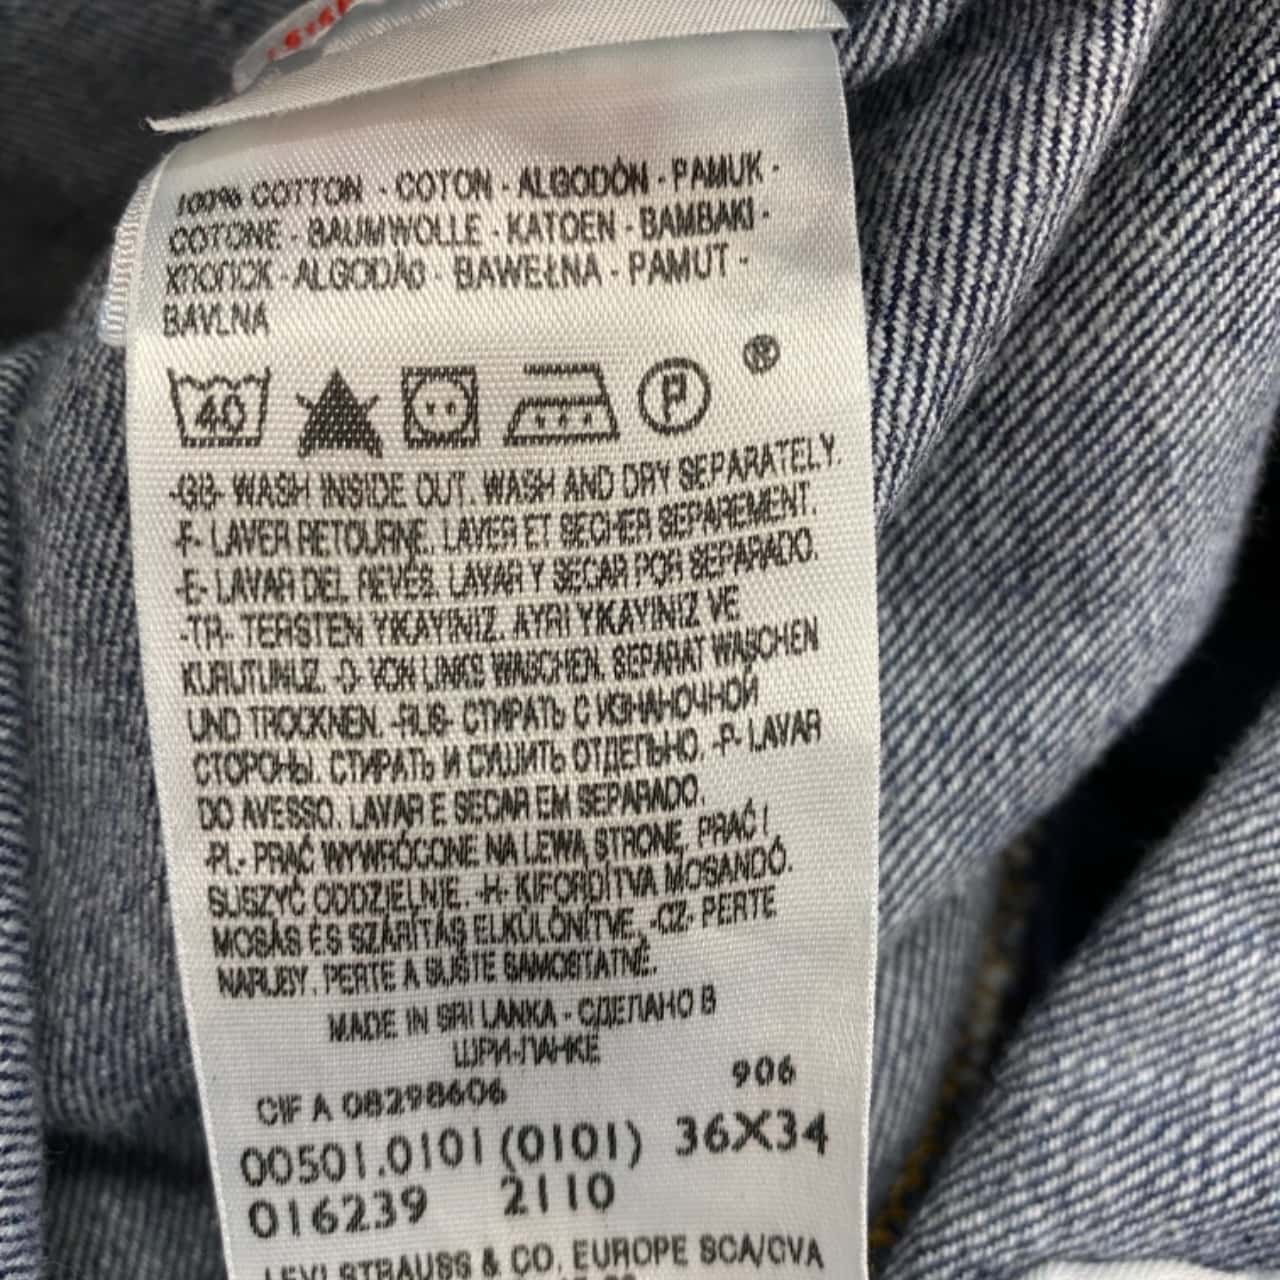 100% COTTON - COTON - ALGODÓN - PAMUK -
COTONE - BAUMWOLLE - KATOEN - BAMBAKI -
ХЛОПОК - ALGODÃO - BAWEŁNA - PAMUT -
BAVLNA
®
40 P
-GB- WASH INSIDE OUT. WASH AND DRY SEPARATELY.
-F- LAVER RETOURNE. LAVER ET SECHER SEPAREMENT.
-E- LAVAR DEL REVÉS. LAVAR Y SECAR POR SEPARADO.
-TR- TERSTEN YIKAYINIZ. AYRI YIKAYINIZ VE
KURUTUNUZ. -D- VON LINKS WASCHEN. SEPARAT WASCHEN
UND TROCKNEN. -RUS- СТИРАТЬ С ИЗНАНОЧНОЙ
СТОРОНЫ. СТИРАТЬ И СУШИТЬ ОТДЕЛЬНО. -P- LAVAR
DO AVESSO. LAVAR E SECAR EM SEPARADO.
-PL- PRAĆ WYWRÓCONE NA LEWĄ STRONĘ. PRAĆ I
SUSZYĆ ODDZIELNIE. -H- KIFORDÍTVA MOSANDÓ.
MOSÁS ÉS SZÁRÍTÁS ELKÜLÖNÍTVE. -CZ- PERTE
NARUBY. PERTE A SUŠTE SAMOSTATNĚ.
MADE IN SRI LANKA - СДЕЛАНО В
ШРИ-ЛАНКЕ
906
CIF A 08298606
00501.0101 (0101) 36X34
016239 2110
LEVI STRAUSS & CO. EUROPE SCA/CVA